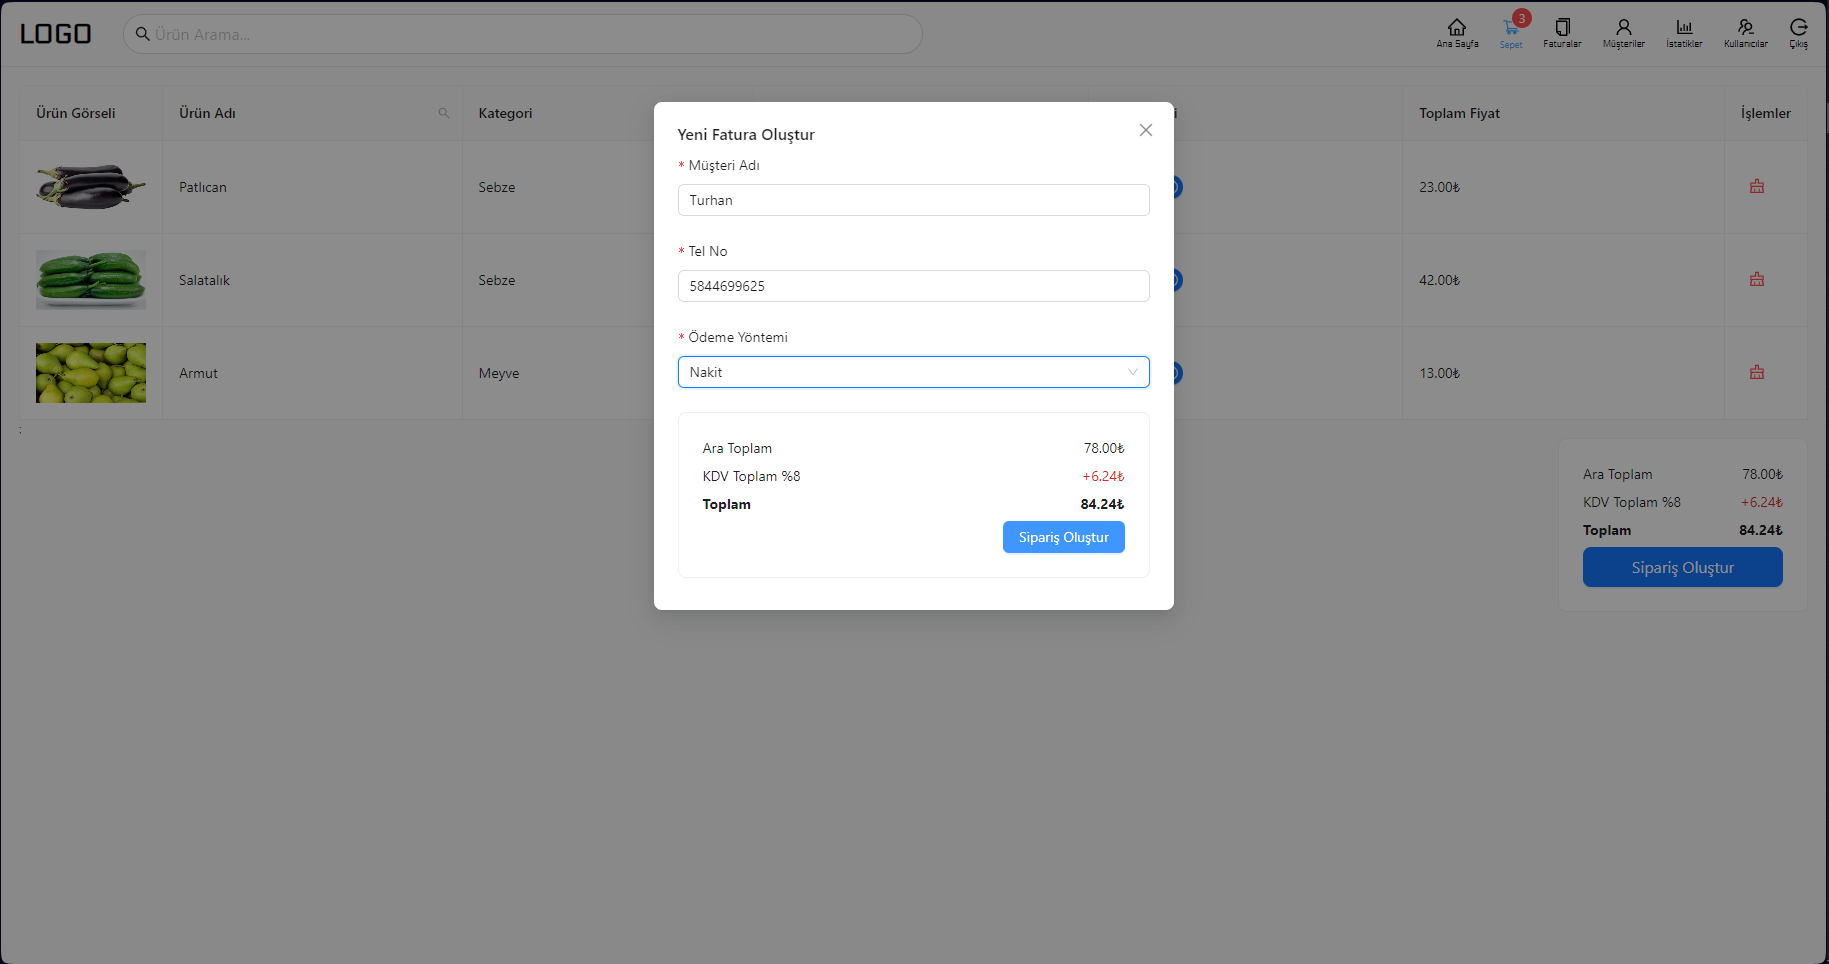 LOGO
Ürün Arama...
Ana Sayfa
3
Sepet
Faturalar
Müşteriler
İstatikler
Kullanıcılar
Çıkış
Ürün Görseli
Ürün Adı
Kategori
Toplam Fiyat
İşlemler
Patlıcan
Sebze
23.00₺
Salatalık
Sebze
42.00₺
Armut
Meyve
13.00₺
Yeni Fatura Oluştur
* Müşteri Adı
Turhan
* Tel No
5844699625
* Ödeme Yöntemi
Nakit
Ara Toplam 78.00₺
KDV Toplam %8 +6.24₺
Toplam 84.24₺
Sipariş Oluştur
Ara Toplam 78.00₺
KDV Toplam %8 +6.24₺
Toplam 84.24₺
Sipariş Oluştur